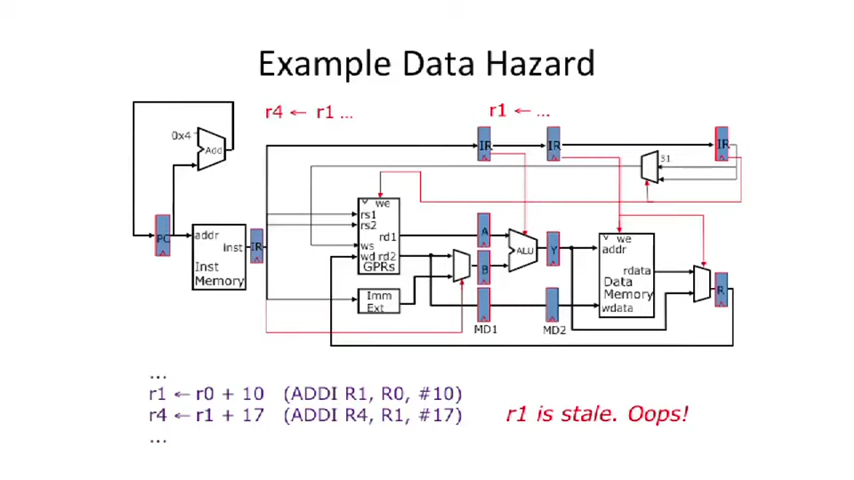 Example Data Hazard
r4 ← r1 ...
r1 ← ...
0x4
Add
IR
IR
IR
31
we
rs1
rs2
PC
addr
inst
IR
rd1
A
ALU
Y
we
addr
ws
wd rd2
GPRs
B
rdata
Data
Memory
R
Inst
Memory
Imm
Ext
wdata
MD1
MD2
...
r1 ← r0 + 10 (ADDI R1, R0, #10)
r4 ← r1 + 17 (ADDI R4, R1, #17)
r1 is stale. Oops!
...